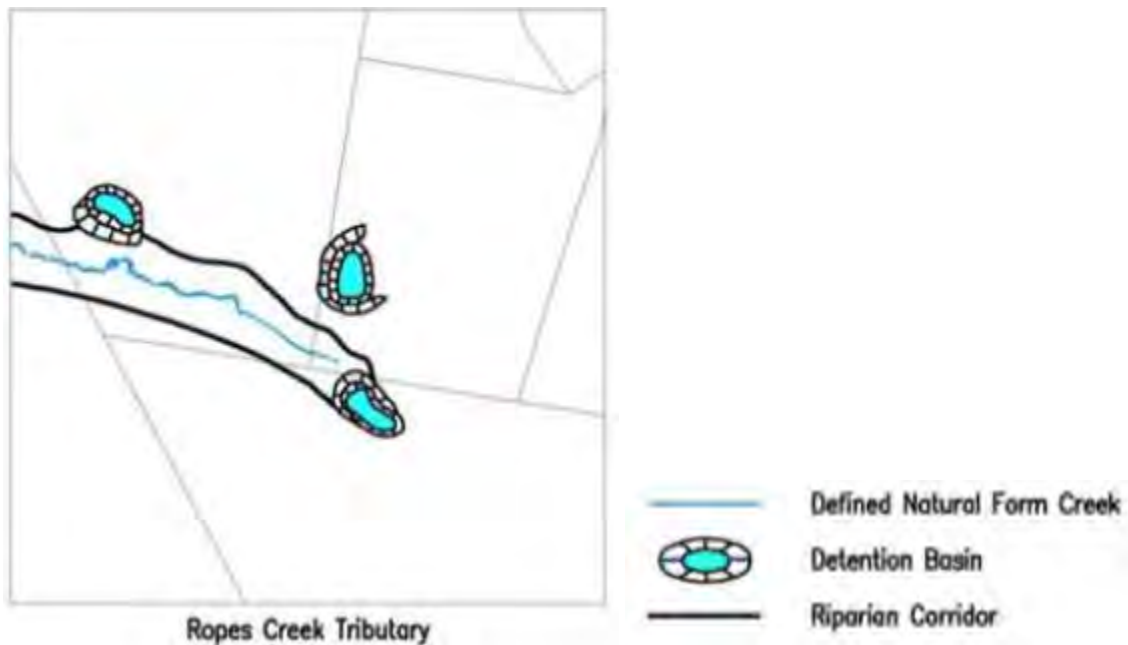 Defined Natural Form Creek
Detention Basin
Riparian Corridor
Ropes Creek Tributary